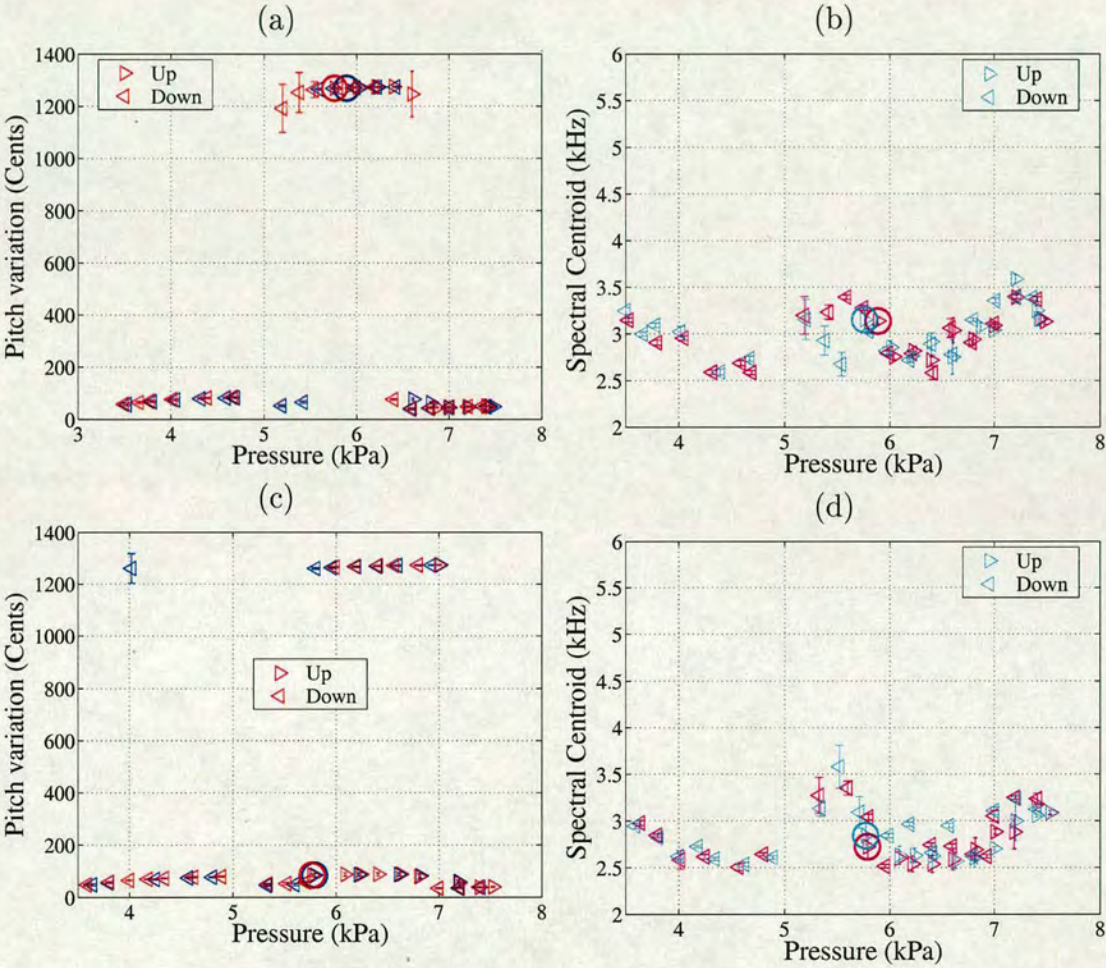 (a)
1400
1200
1000
800
600
400
200
0
3 4 5 6 7 8
Pitch variation (Cents)
Pressure (kPa)
Up
Down
(b)
6
5.5
5
4.5
4
3.5
3
2.5
2
4 5 6 7 8
Spectral Centroid (kHz)
Pressure (kPa)
Up
Down
(c)
1400
1200
1000
800
600
400
200
0
4 5 6 7 8
Pitch variation (Cents)
Pressure (kPa)
Up
Down
(d)
6
5.5
5
4.5
4
3.5
3
2.5
2
4 5 6 7 8
Spectral Centroid (kHz)
Pressure (kPa)
Up
Down